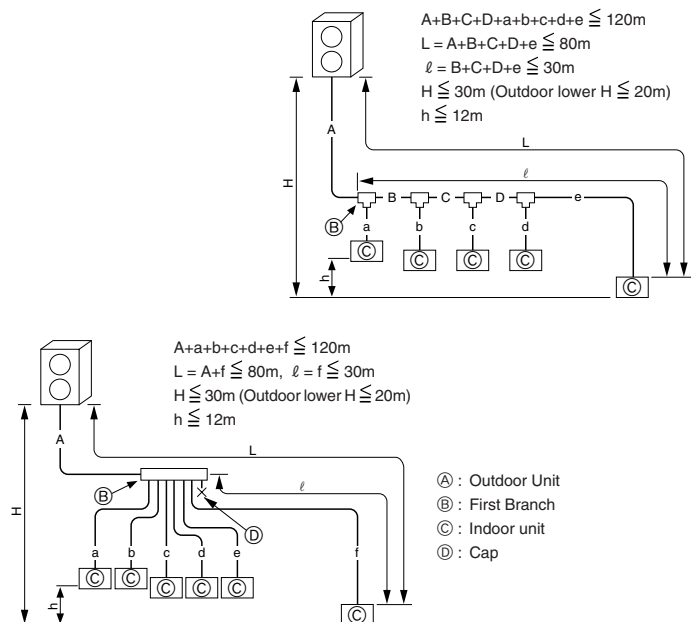 A+B+C+D+a+b+c+d+e ≦ 120m
L = A+B+C+D+e ≦ 80m
ℓ = B+C+D+e ≦ 30m
H ≦ 30m (Outdoor lower H ≦ 20m)
h ≦ 12m
A
L
H
ℓ
B C D e
Ⓑ a b c d
Ⓒ
Ⓒ Ⓒ Ⓒ
h
Ⓒ
A+a+b+c+d+e+f ≦ 120m
L = A+f ≦ 80m, ℓ = f ≦ 30m
H ≦ 30m (Outdoor lower H ≦ 20m)
h ≦ 12m
A
L
H
Ⓑ
ℓ
Ⓓ
a b c d e f
Ⓒ Ⓒ Ⓒ Ⓒ Ⓒ
h
Ⓒ
Ⓐ : Outdoor Unit
Ⓑ : First Branch
Ⓒ : Indoor unit
Ⓓ : Cap